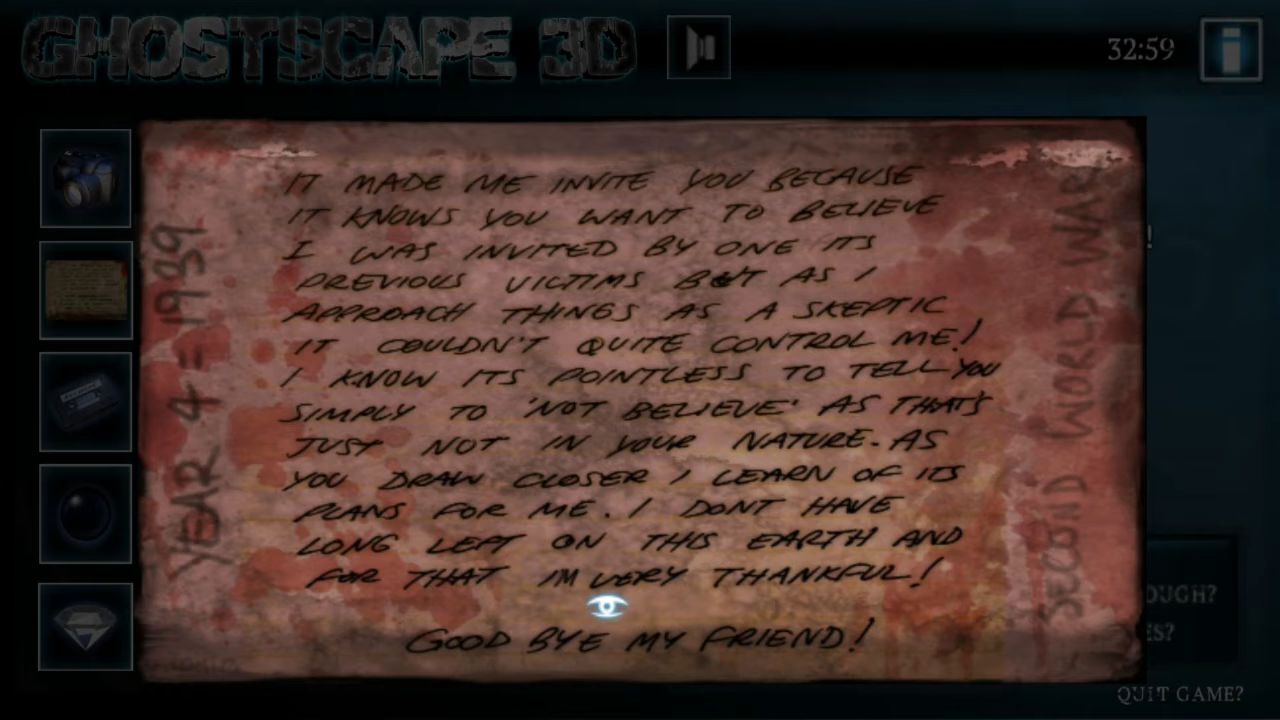 GHOSTSCAPE 3D
32:59
IT MADE ME INVITE YOU BECAUSE
IT KNOWS YOU WANT TO BELIEVE
I WAS INVITED BY ONE ITS
PREVIOUS VICTIMS BUT AS I
APPROACH THINGS AS A SKEPTIC
IT COULDN'T QUITE CONTROL ME!
I KNOW ITS POINTLESS TO TELL YOU
SIMPLY TO 'NOT BELIEVE' AS THAT'S
JUST NOT IN YOUR NATURE. AS
YOU DRAW CLOSER I LEARN OF ITS
PLANS FOR ME. I DONT HAVE
LONG LEFT ON THIS EARTH AND
FOR THAT IM VERY THANKFUL!
GOOD BYE MY FRIEND!
YEAR 4 = 1939
SECOND WORLD WAR
!
OUGH?
ES?
QUIT GAME?